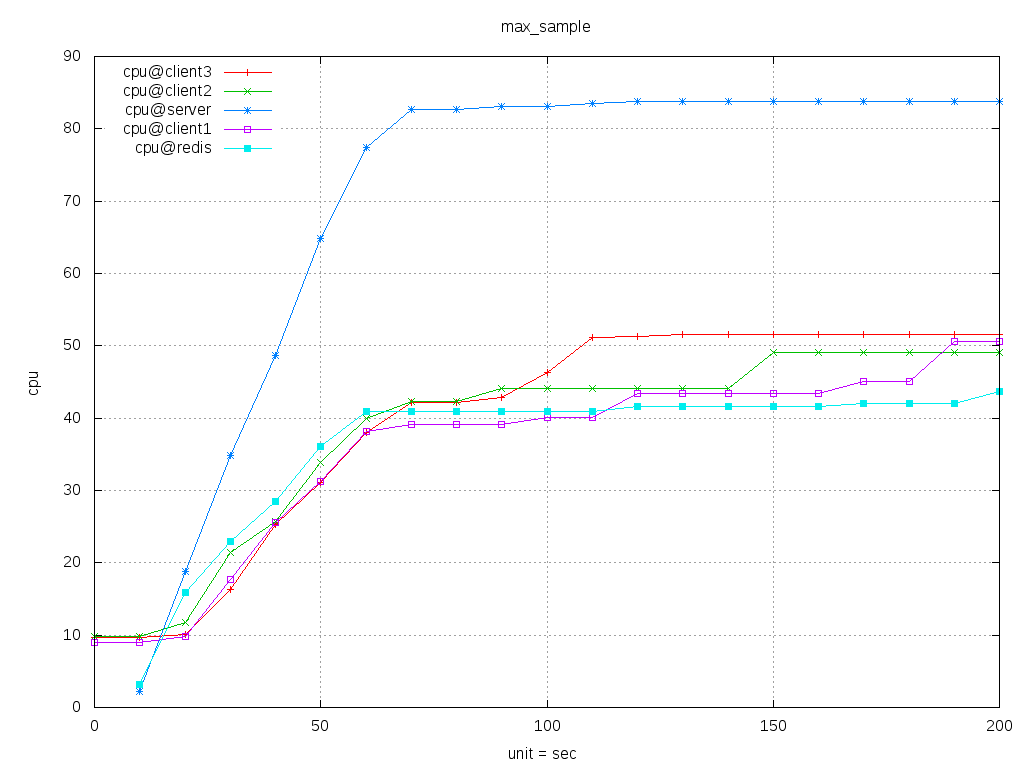 max_sample
cpu@client3
cpu@client2
cpu@server
cpu@client1
cpu@redis
90
80
70
60
50
40
30
20
10
0
cpu
0 50 100 150 200
unit = sec